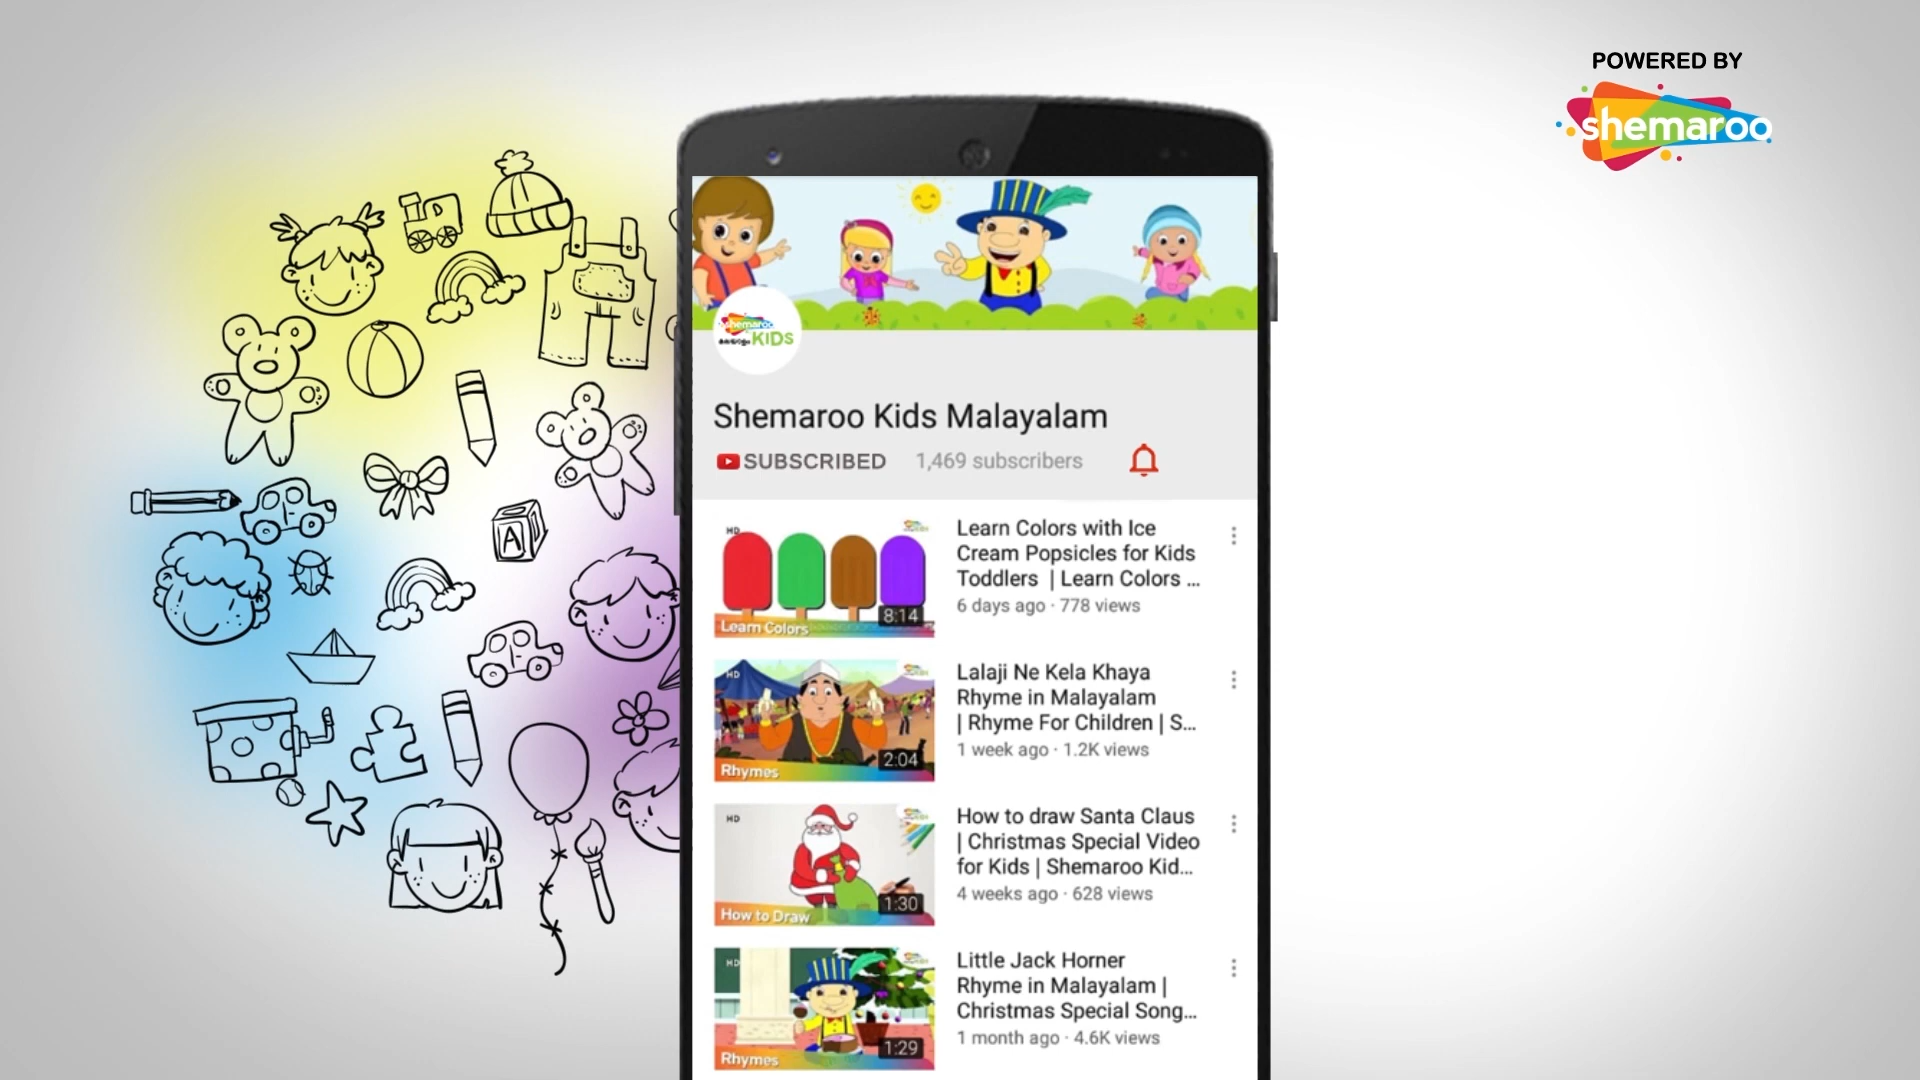 POWERED BY
shemaroo
shemaroo
മലയാളം KIDS
Shemaroo Kids Malayalam
SUBSCRIBED 1,469 subscribers
HD
8:14
Learn Colors
Learn Colors with Ice
Cream Popsicles for Kids
Toddlers | Learn Colors ...
6 days ago · 778 views
HD
2:04
Rhymes
Lalaji Ne Kela Khaya
Rhyme in Malayalam
| Rhyme For Children | S...
1 week ago · 1.2K views
HD
1:30
How to Draw
How to draw Santa Claus
| Christmas Special Video
for Kids | Shemaroo Kid...
4 weeks ago · 628 views
HD
1:29
Rhymes
Little Jack Horner
Rhyme in Malayalam |
Christmas Special Song...
1 month ago · 4.6K views
A